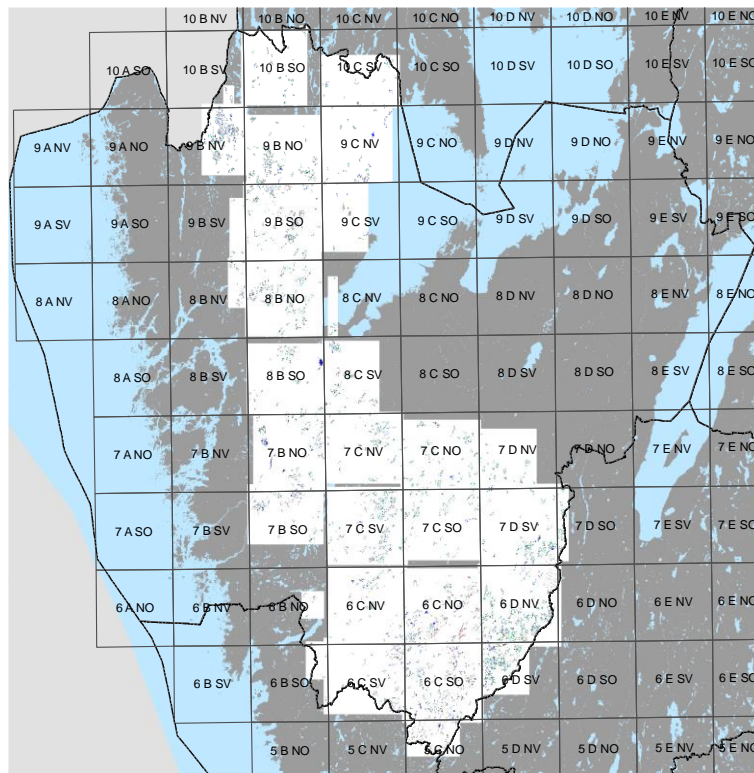 10 B NV 10 B NO 10 C NV 10 C NO 10 D NV 10 D NO 10 E NV 10 E NO
10 A SO 10 B SV 10 B SO 10 C SV 10 C SO 10 D SV 10 D SO 10 E SV 10 E SO
9 A NV 9 A NO 9 B NV 9 B NO 9 C NV 9 C NO 9 D NV 9 D NO 9 E NV 9 E NO
9 A SV 9 A SO 9 B SV 9 B SO 9 C SV 9 C SO 9 D SV 9 D SO 9 E SV 9 E SO
8 A NV 8 A NO 8 B NV 8 B NO 8 C NV 8 C NO 8 D NV 8 D NO 8 E NV 8 E NO
8 A SO 8 B SV 8 B SO 8 C SV 8 C SO 8 D SV 8 D SO 8 E SV 8 E SO
7 A NO 7 B NV 7 B NO 7 C NV 7 C NO 7 D NV 7 D NO 7 E NV 7 E NO
7 A SO 7 B SV 7 B SO 7 C SV 7 C SO 7 D SV 7 D SO 7 E SV 7 E SO
6 A NO 6 B NV 6 B NO 6 C NV 6 C NO 6 D NV 6 D NO 6 E NV 6 E NO
6 B SV 6 B SO 6 C SV 6 C SO 6 D SV 6 D SO 6 E SV 6 E SO
5 B NO 5 C NV 5 C NO 5 D NV 5 D NO 5 E NV 5 E NO